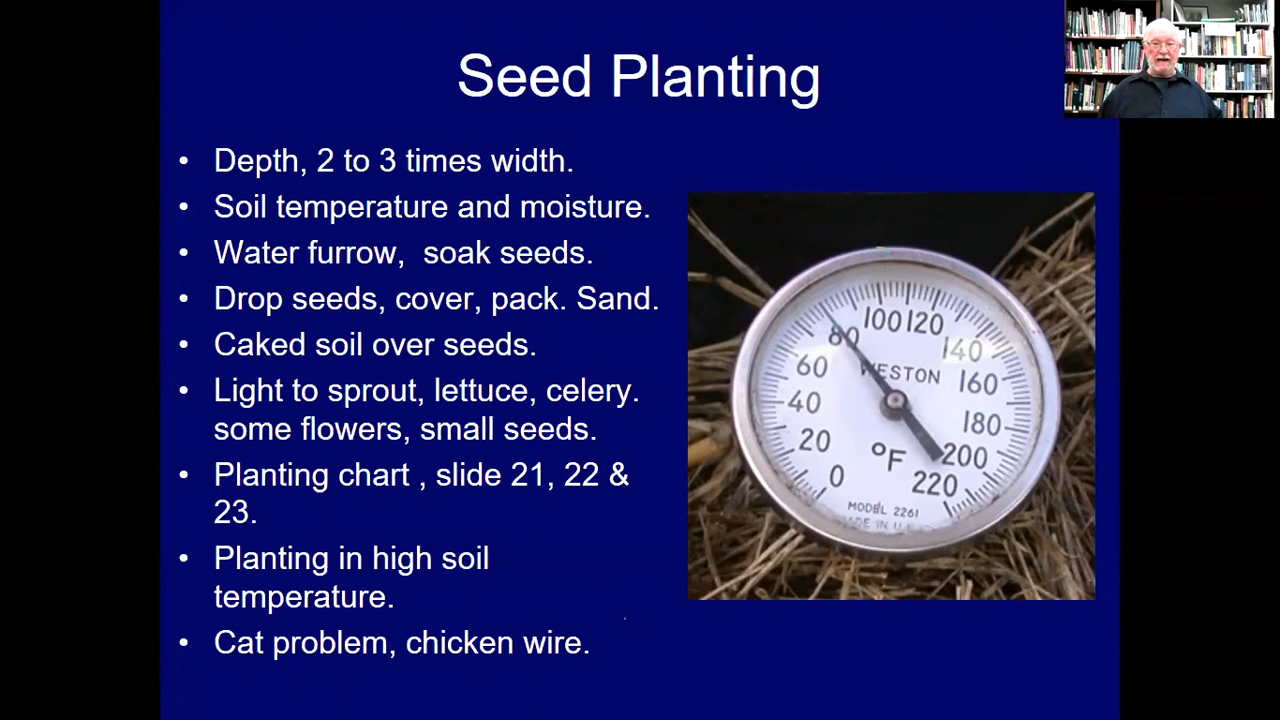 Seed Planting
• Depth, 2 to 3 times width.
• Soil temperature and moisture.
• Water furrow,  soak seeds.
• Drop seeds, cover, pack. Sand.
• Caked soil over seeds.
• Light to sprout, lettuce, celery.
some flowers, small seeds.
• Planting chart , slide 21, 22 &
23.
• Planting in high soil
temperature.
• Cat problem, chicken wire.
0
20
40
60
80
100
120
140
160
180
200
220
WESTON
°F
MODEL 2261
MADE IN U.S.